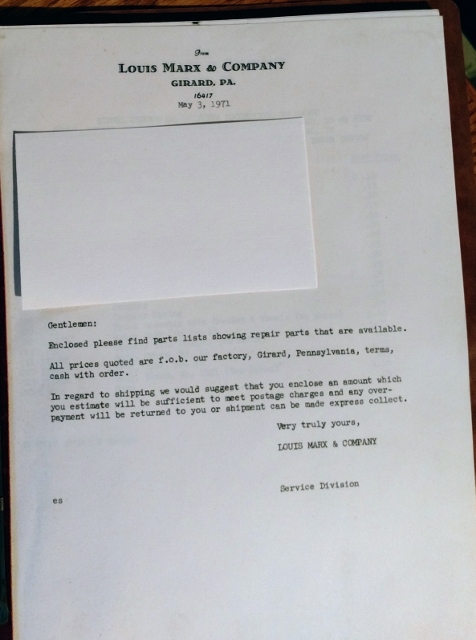 From
LOUIS MARX & COMPANY
GIRARD, PA.
16417
May 3, 1971
Gentlemen:
Enclosed please find parts lists showing repair parts that are available.
All prices quoted are f.o.b. our factory, Girard, Pennsylvania, terms,
cash with order.
In regard to shipping we would suggest that you enclose an amount which
you estimate will be sufficient to meet postage charges and any over-
payment will be returned to you or shipment can be made express collect.
Very truly yours,
LOUIS MARX & COMPANY
Service Division
es